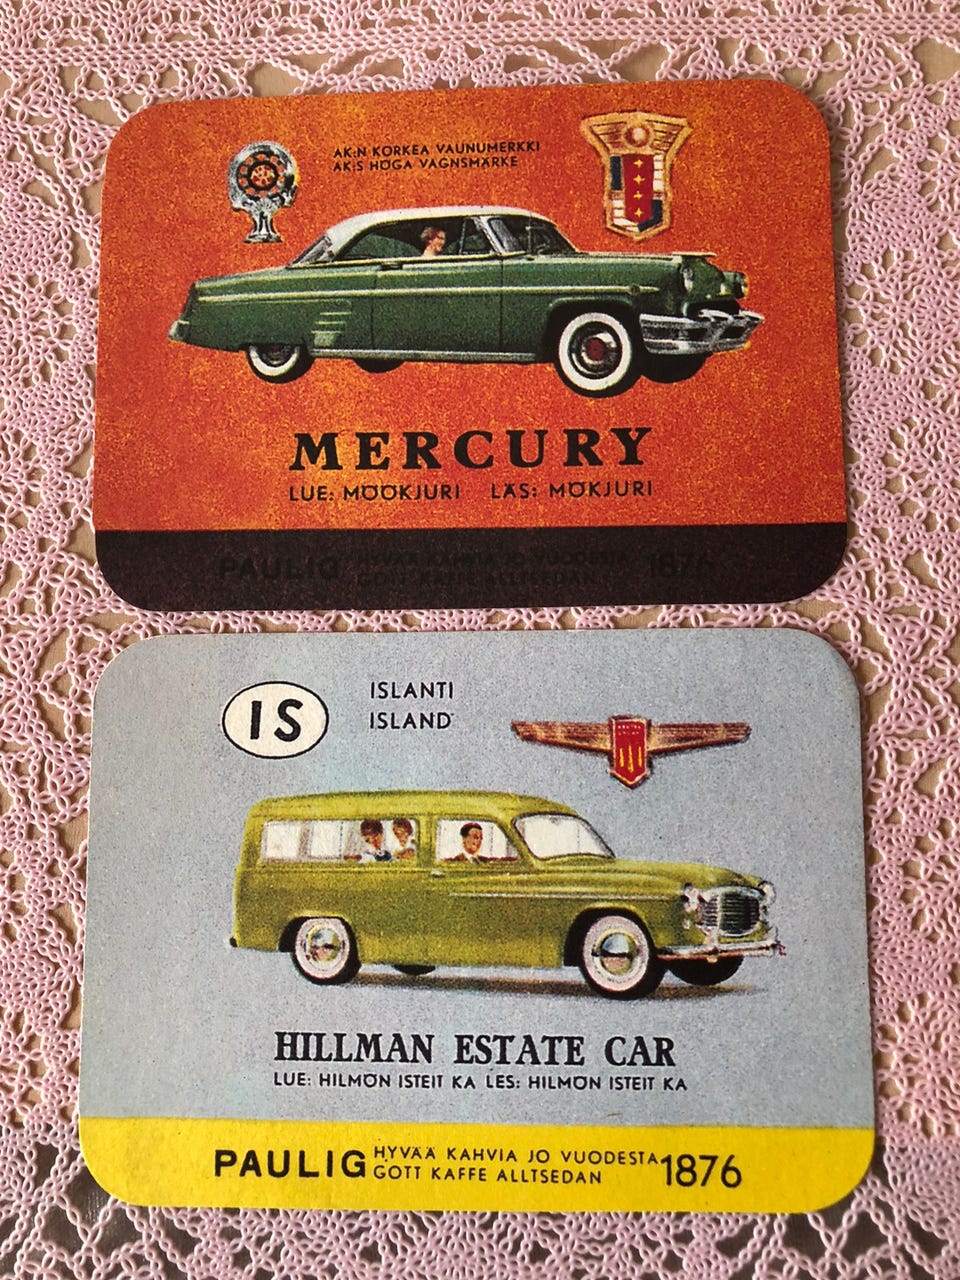 AK:N KORKEA VAUNUMERKKI
AK:S HÖGA VAGNSMÄRKE
MERCURY
LUE: MÖÖKJURI LÄS: MÖKJURI
PAULIG HYVÄÄ KAHVIA JO VUODESTA 1876
GOTT KAFFE ALLTSEDAN
IS
ISLANTI
ISLAND
HILLMAN ESTATE CAR
LUE: HILMÖN ISTEIT KA LES: HILMÖN ISTEIT KA
PAULIG HYVÄÄ KAHVIA JO VUODESTA 1876
GOTT KAFFE ALLTSEDAN